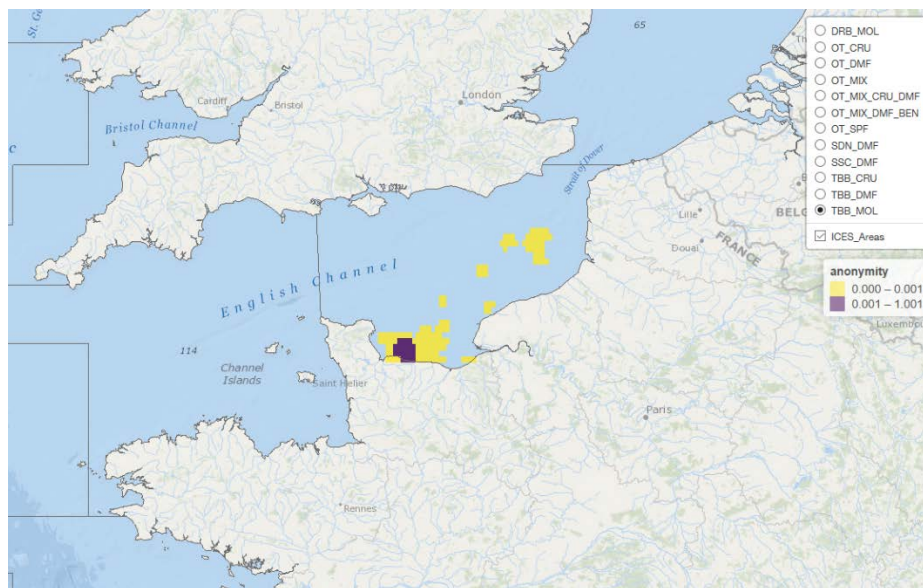 65
St. G
London
Cardiff
Bristol
Bristol Channel
Strait of Dover
Lille
BELG
Douai
FRANCE
English Channel
114
Channel
Islands
Saint Helier
Paris
Rennes
Luxembou
DRB_MOL
OT_CRU
OT_DMF
OT_MIX
OT_MIX_CRU_DMF
OT_MIX_DMF_BEN
OT_SPF
SDN_DMF
SSC_DMF
TBB_CRU
TBB_DMF
TBB_MOL
ICES_Areas
anonymity
0.000 – 0.001
0.001 – 1.001